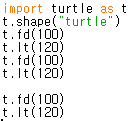 import turtle as t
t.shape("turtle")
t.fd(100)
t.lt(120)
t.fd(100)
t.lt(120)

t.fd(100)
t.lt(120)